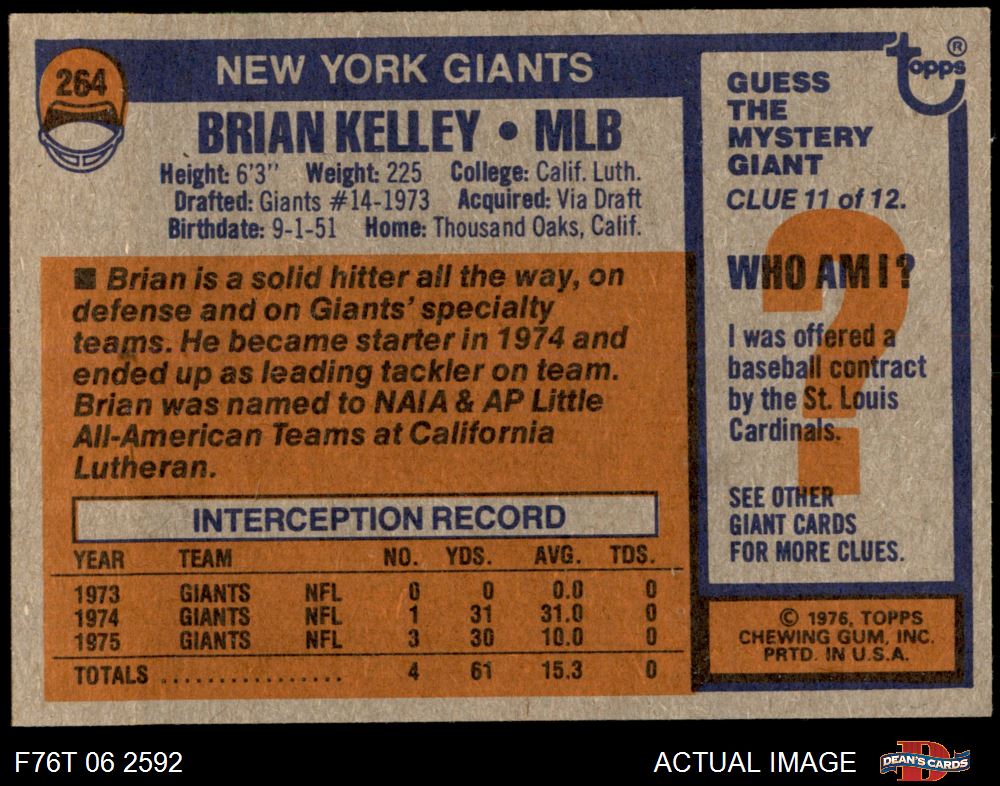 264
NEW YORK GIANTS
BRIAN KELLEY • MLB
Height: 6'3" Weight: 225 College: Calif. Luth.
Drafted: Giants #14-1973 Acquired: Via Draft
Birthdate: 9-1-51 Home: Thousand Oaks, Calif.
■ Brian is a solid hitter all the way, on
defense and on Giants' specialty
teams. He became starter in 1974 and
ended up as leading tackler on team.
Brian was named to NAIA & AP Little
All-American Teams at California
Lutheran.
INTERCEPTION RECORD
YEAR TEAM NO. YDS. AVG. TDS.
1973 GIANTS NFL 0 0 0.0 0
1974 GIANTS NFL 1 31 31.0 0
1975 GIANTS NFL 3 30 10.0 0
TOTALS ................ 4 61 15.3 0
topps ®
GUESS
THE
MYSTERY
GIANT
CLUE 11 of 12.
?
WHO AM I?
I was offered a
baseball contract
by the St. Louis
Cardinals.
SEE OTHER
GIANT CARDS
FOR MORE CLUES.
© 1976, TOPPS
CHEWING GUM, INC.
PRTD. IN U.S.A.
F76T 06 2592
ACTUAL IMAGE
D
DEAN'S CARDS